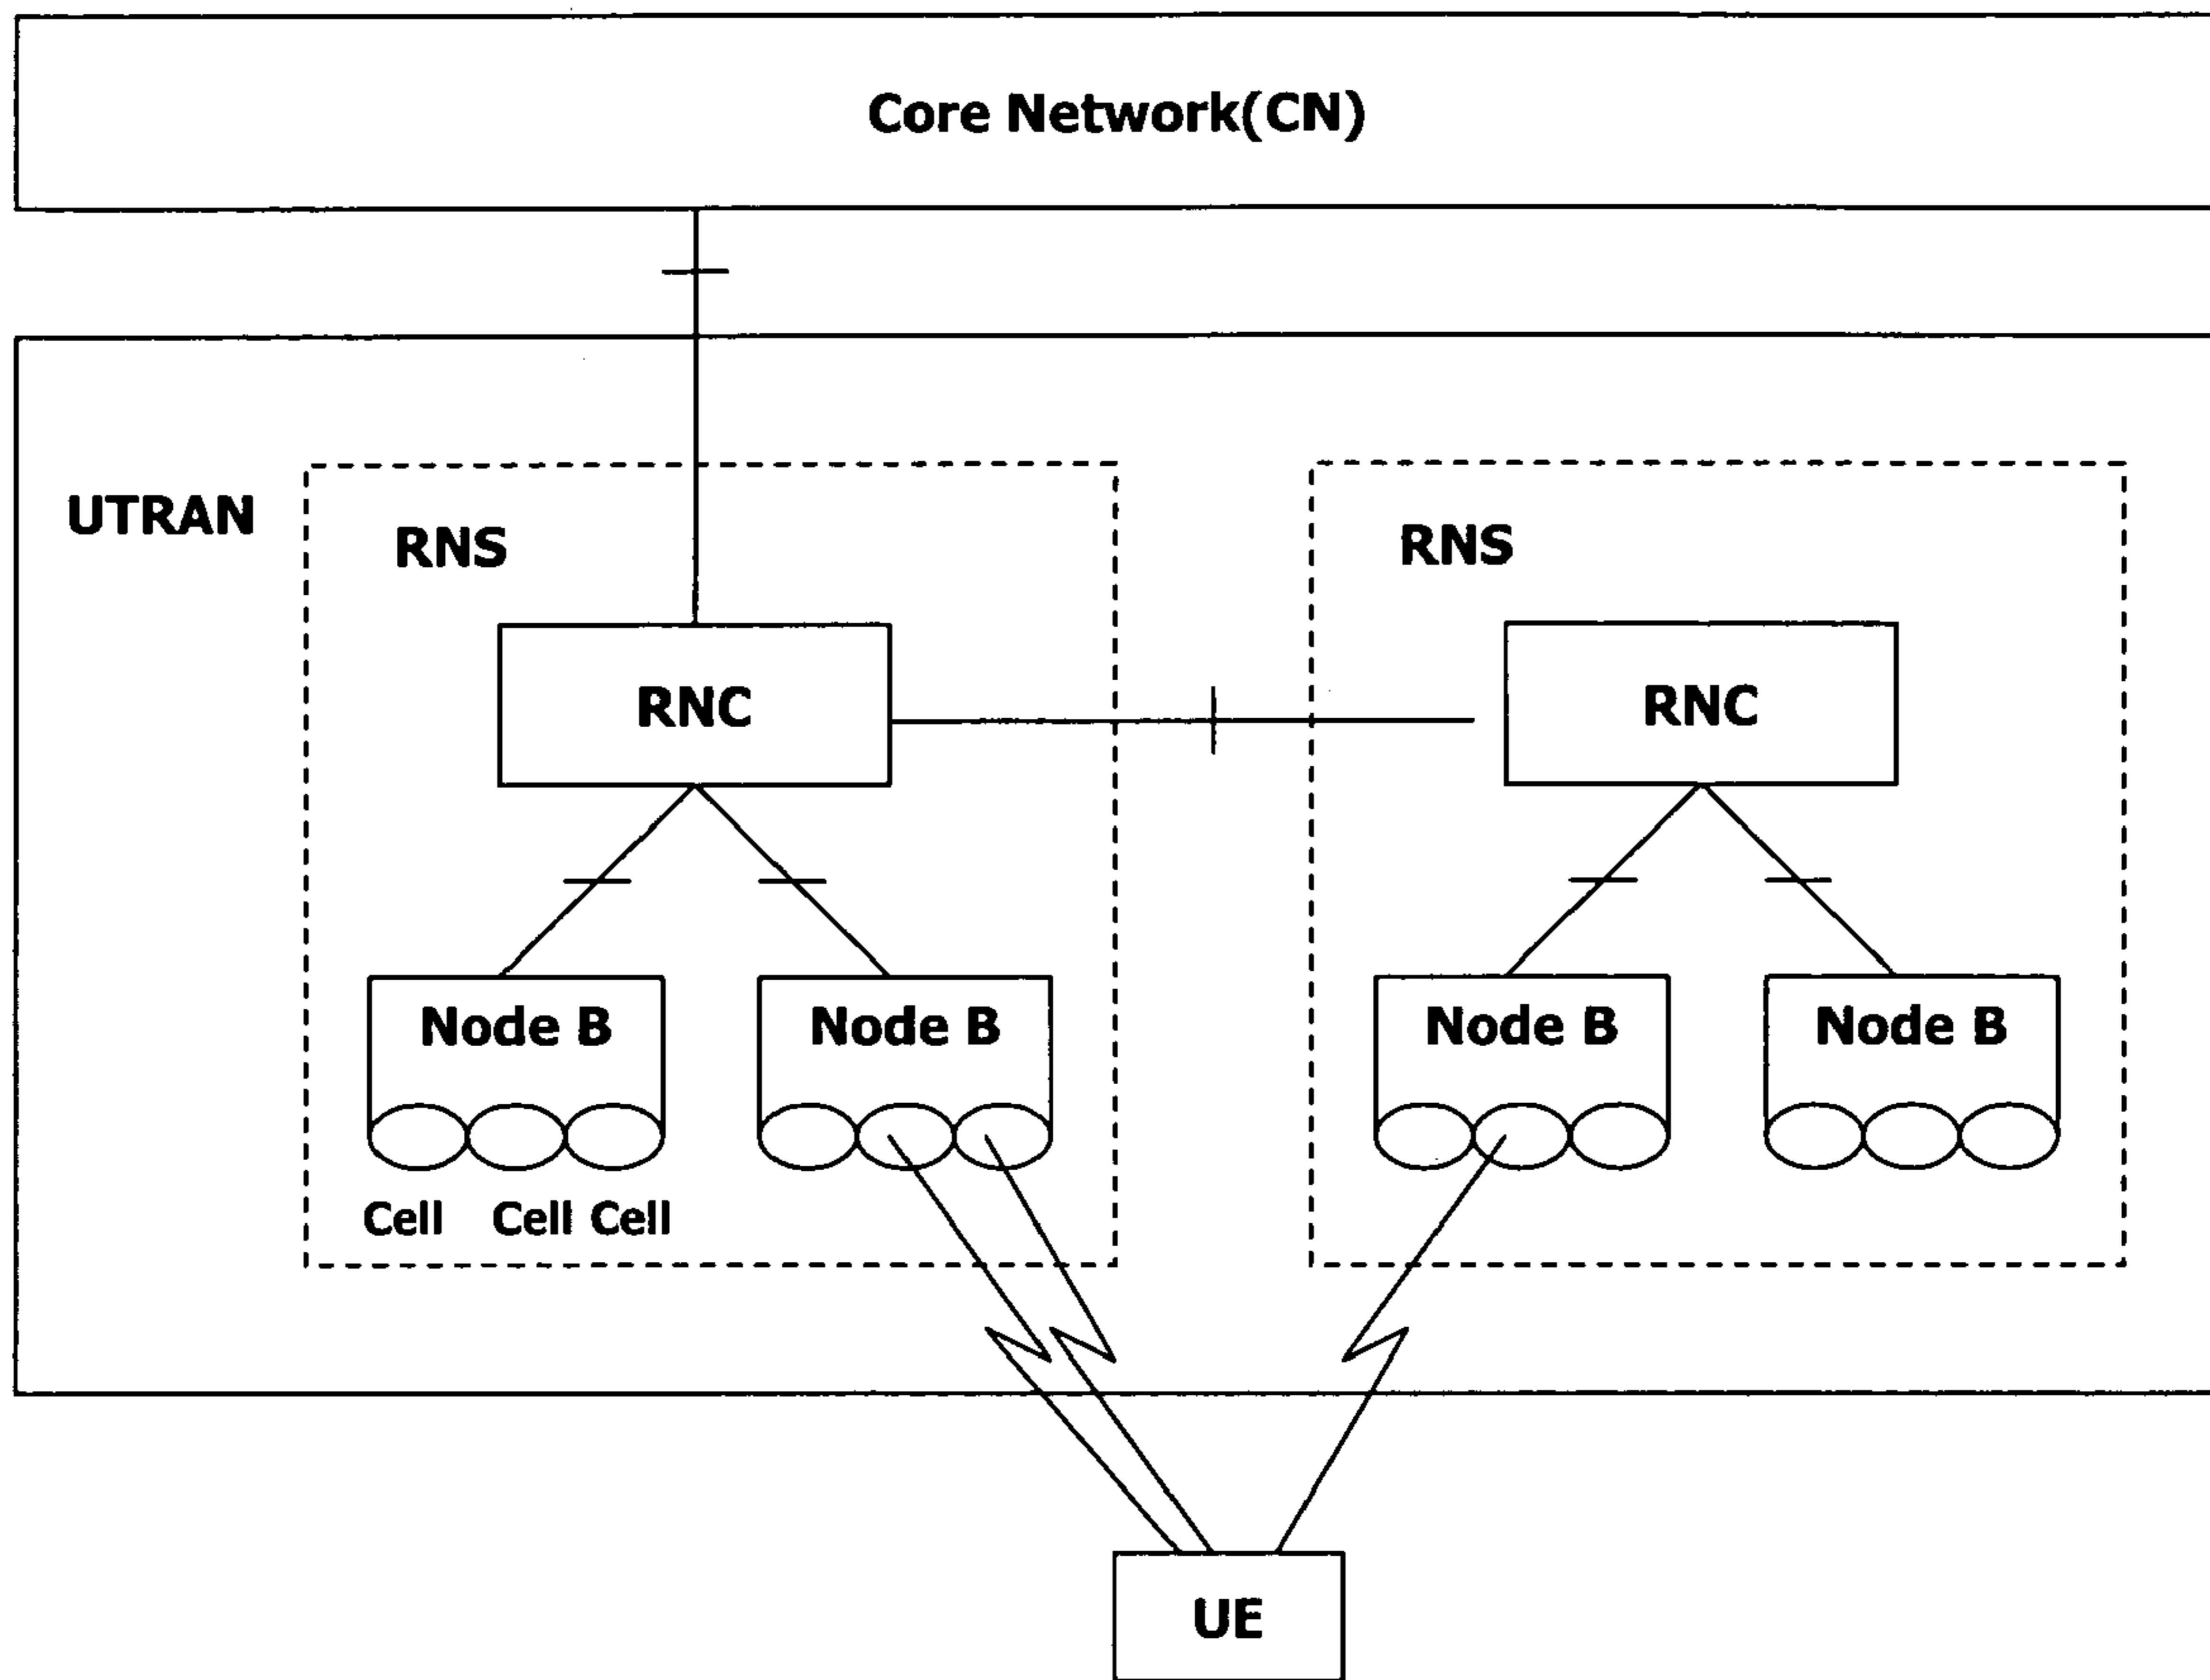 Core Network(CN)
UTRAN
RNS
RNS
RNC
RNC
Node B
Node B
Node B
Node B
Cell Cell Cell
UE